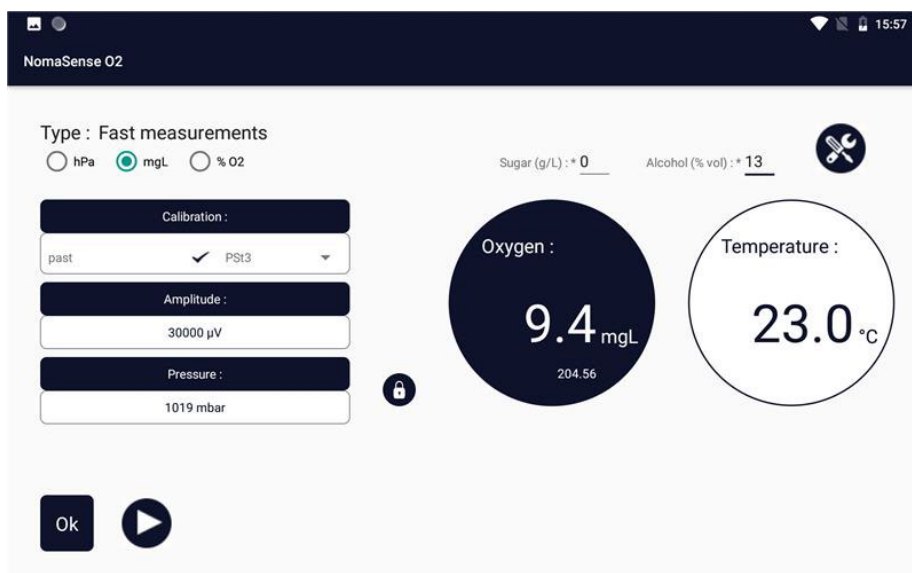 15:57
NomaSense O2
Type : Fast measurements
hPa mgL % O2
Sugar (g/L) : * 0 Alcohol (% vol) : * 13
Calibration :
past PSt3
Amplitude :
30000 µV
Pressure :
1019 mbar
Oxygen :
9.4 mgL
204.56
Temperature :
23.0 °C
Ok